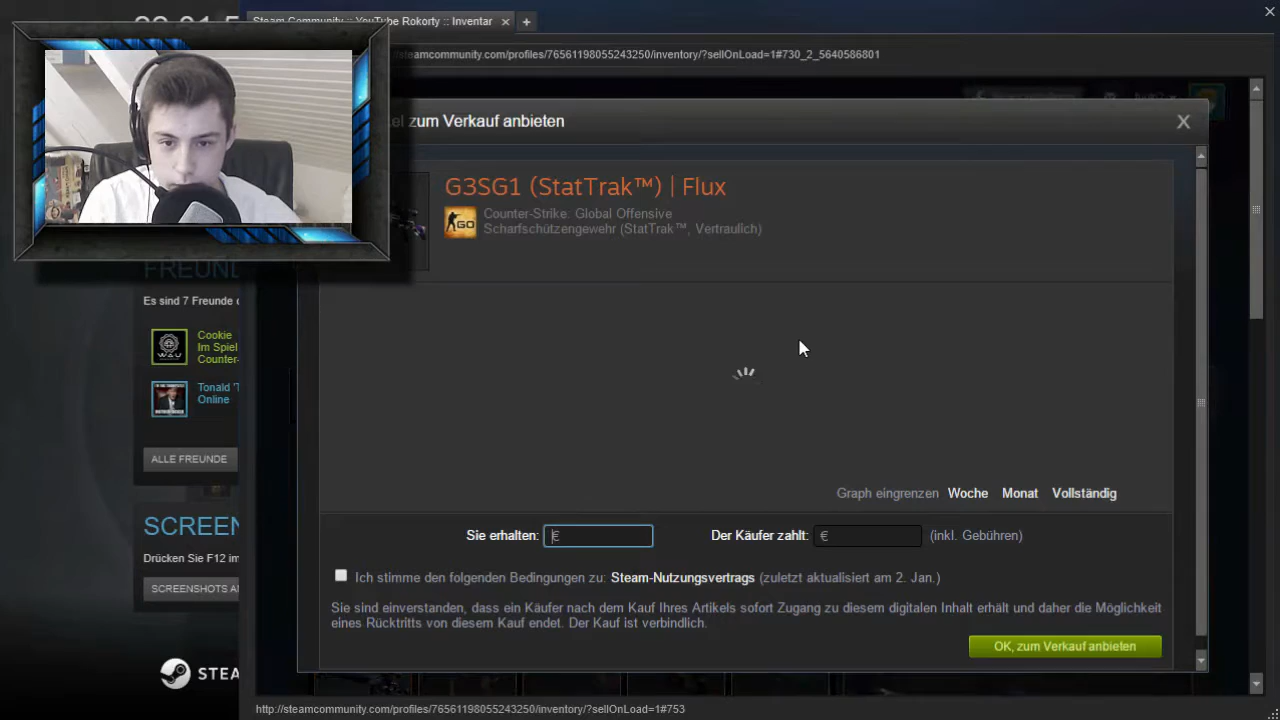 Steam Community :: YouTube Rokorty :: Inventar
steamcommunity.com/profiles/76561198055243250/inventory/?sellOnLoad=1#730_2_5640586801
zum Verkauf anbieten
G3SG1 (StatTrak™) | Flux
Counter-Strike: Global Offensive
Scharfschützengewehr (StatTrak™, Vertraulich)
GO
Es sind 7 Freunde
Cookie
Im Spiel
Counter-
Tonald 'T
Online
ALLE FREUNDE
SCREEN
Drücken Sie F12 im
SCREENSHOTS
STEA
Graph eingrenzen Woche Monat Vollständig
Sie erhalten: € Der Käufer zahlt: € (inkl. Gebühren)
Ich stimme den folgenden Bedingungen zu: Steam-Nutzungsvertrags (zuletzt aktualisiert am 2. Jan.)
Sie sind einverstanden, dass ein Käufer nach dem Kauf Ihres Artikels sofort Zugang zu diesem digitalen Inhalt erhält und daher die Möglichkeit
eines Rücktritts von diesem Kauf endet. Der Kauf ist verbindlich.
OK, zum Verkauf anbieten
http://steamcommunity.com/profiles/76561198055243250/inventory/?sellOnLoad=1#753